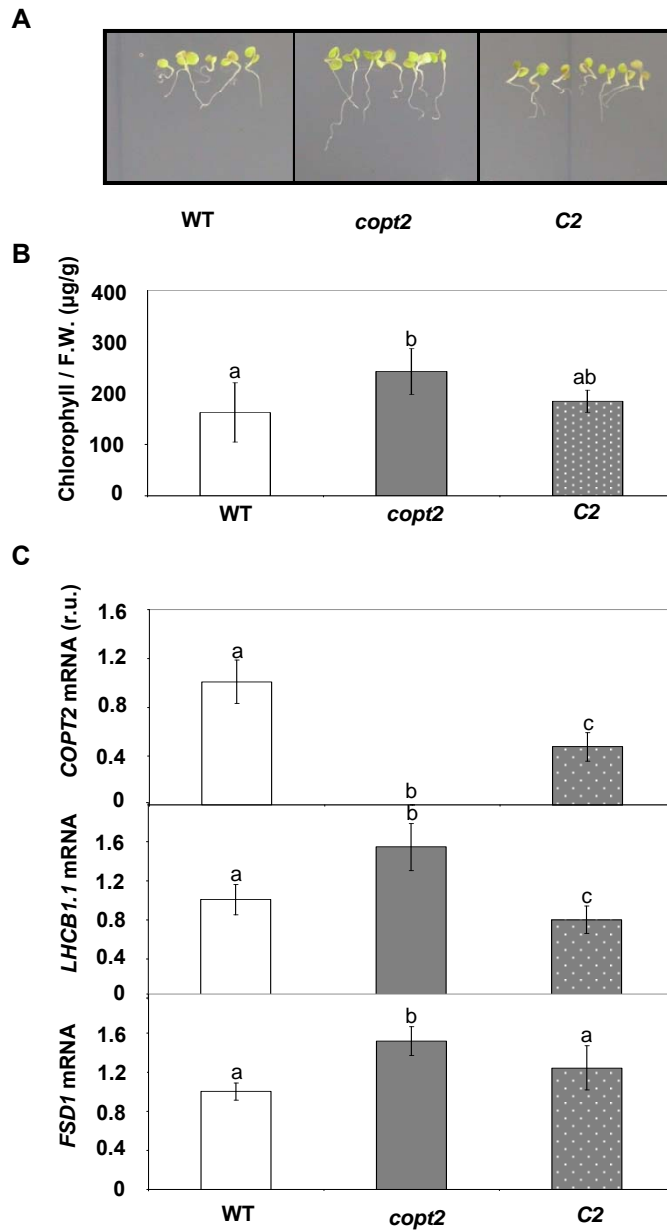 A
WT copt2 C2
B
Chlorophyll / F.W. (µg/g)
400
300
200
100
0
a
b
ab
WT copt2 C2
C
COPT2 mRNA (r.u.)
1.6
1.2
0.8
0.4
0
a
b
c
LHCB1.1 mRNA
1.6
1.2
0.8
0.4
0
a
b
c
FSD1 mRNA
1.6
1.2
0.8
0.4
0
a
b
a
WT copt2 C2